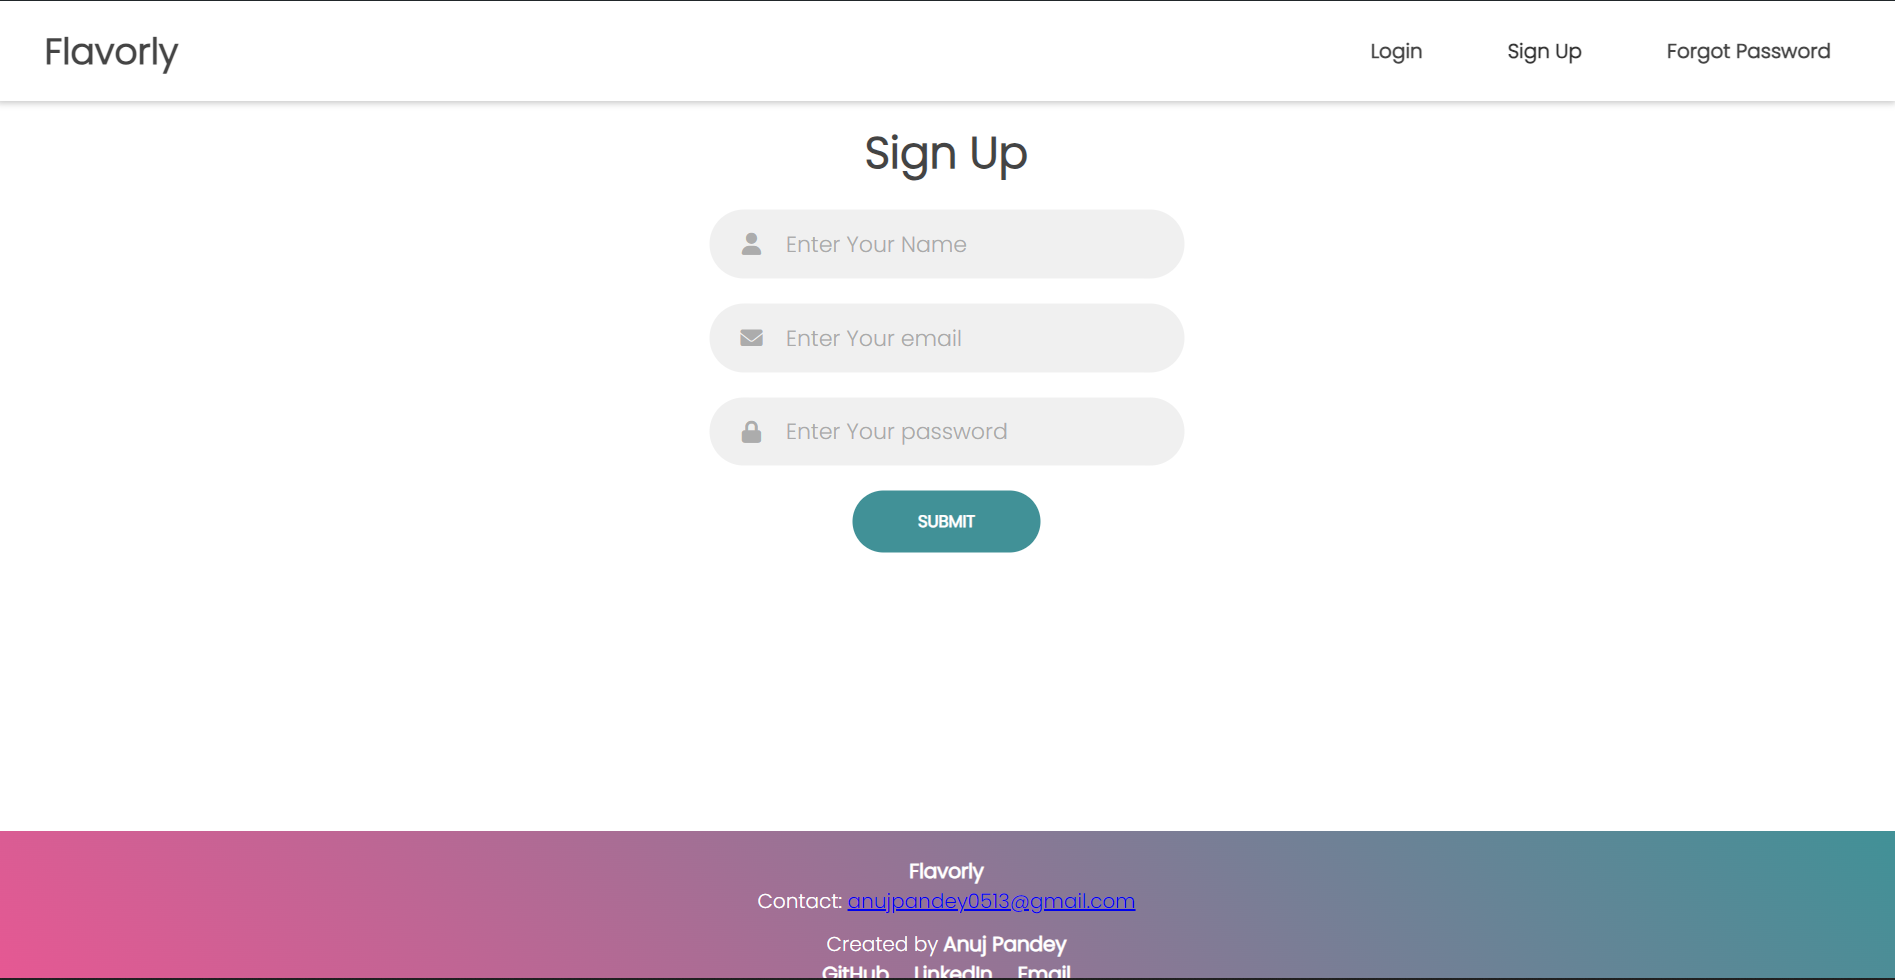 Flavorly Login Sign Up Forgot Password
Sign Up
Enter Your Name
Enter Your email
Enter Your password
SUBMIT
Flavorly
Contact: anujpandey0513@gmail.com
Created by Anuj Pandey
GitHub LinkedIn Email